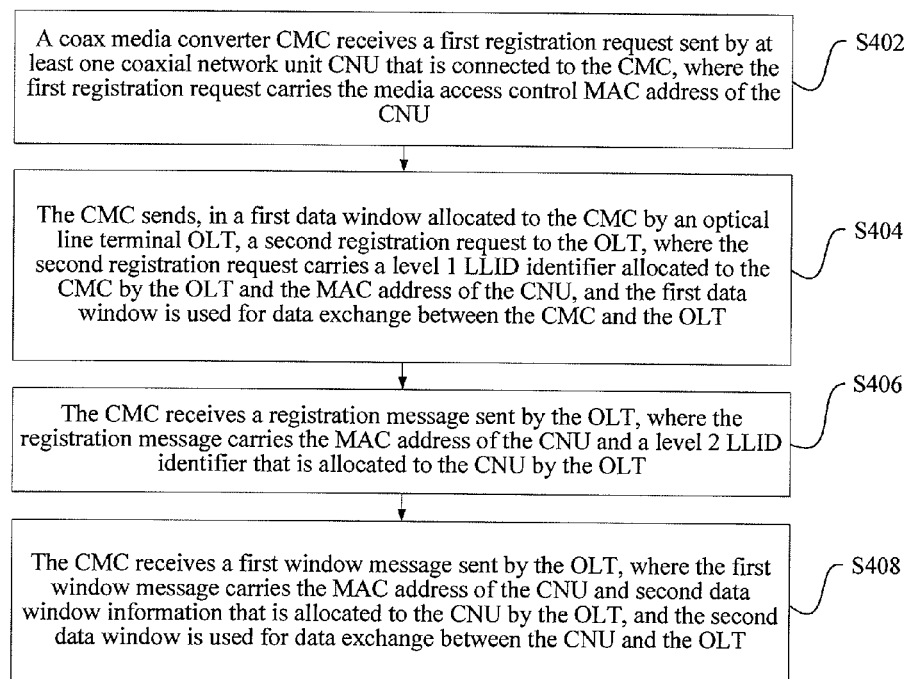 A coax media converter CMC receives a first registration request sent by at
least one coaxial network unit CNU that is connected to the CMC, where the
first registration request carries the media access control MAC address of the
CNU
S402
The CMC sends, in a first data window allocated to the CMC by an optical
line terminal OLT, a second registration request to the OLT, where the
second registration request carries a level 1 LLID identifier allocated to the
CMC by the OLT and the MAC address of the CNU, and the first data
window is used for data exchange between the CMC and the OLT
S404
The CMC receives a registration message sent by the OLT, where the
registration message carries the MAC address of the CNU and a level 2 LLID
identifier that is allocated to the CNU by the OLT
S406
The CMC receives a first window message sent by the OLT, where the first
window message carries the MAC address of the CNU and second data
window information that is allocated to the CNU by the OLT, and the second
data window is used for data exchange between the CNU and the OLT
S408